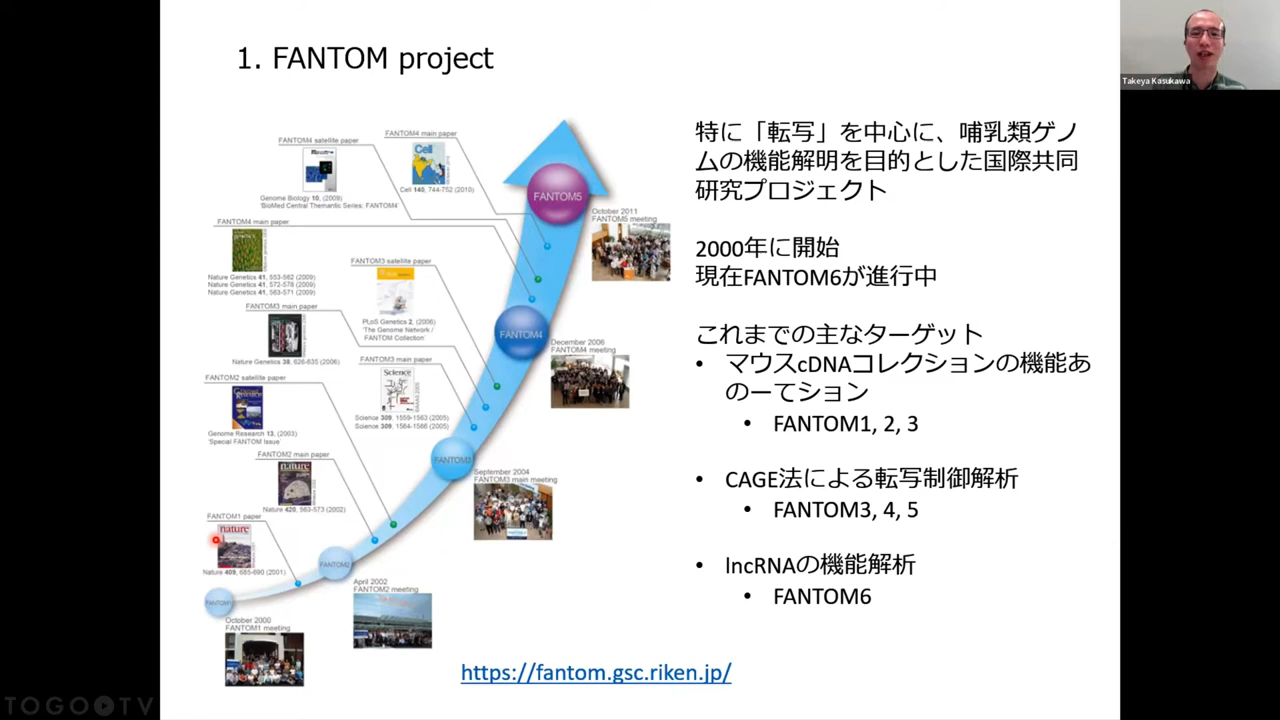 1. FANTOM project
Takeya Kasukawa
FANTOM4 satellite paper
Genome Biology 10, (2009)
'BioMed Central Themantic Series: FANTOM4'
FANTOM4 main paper
Cell
Cell 140, 744-752 (2010)
FANTOM5
October 2011
FANTOM5 meeting
FANTOM4 main paper
Nature Genetics 41, 553-562 (2009)
Nature Genetics 41, 572-578 (2009)
Nature Genetics 41, 563-571 (2009)
FANTOM3 satellite paper
PLoS Genetics 2, (2006)
'The Genome Network /
FANTOM Collection'
FANTOM3 main paper
Nature Genetics 38, 626-635 (2006)
FANTOM4
December 2006
FANTOM4 meeting
FANTOM3 main paper
Science
Science 309, 1559-1563 (2005)
Science 309, 1564-1566 (2005)
FANTOM2 satellite paper
Genome Research 13, (2003)
'Special FANTOM Issue'
FANTOM3
September 2004
FANTOM3 main meeting
FANTOM2 main paper
nature
Nature 420, 563-573 (2002)
FANTOM1 paper
nature
Nature 409, 685-690 (2001)
FANTOM2
April 2002
FANTOM2 meeting
October 2000
FANTOM1 meeting
特に「転写」を中心に、哺乳類ゲノ
ムの機能解明を目的とした国際共同
研究プロジェクト
2000年に開始
現在FANTOM6が進行中
これまでの主なターゲット
• マウスcDNAコレクションの機能あ
のーてション
• FANTOM1, 2, 3
• CAGE法による転写制御解析
• FANTOM3, 4, 5
• lncRNAの機能解析
• FANTOM6
https://fantom.gsc.riken.jp/
TOGO TV